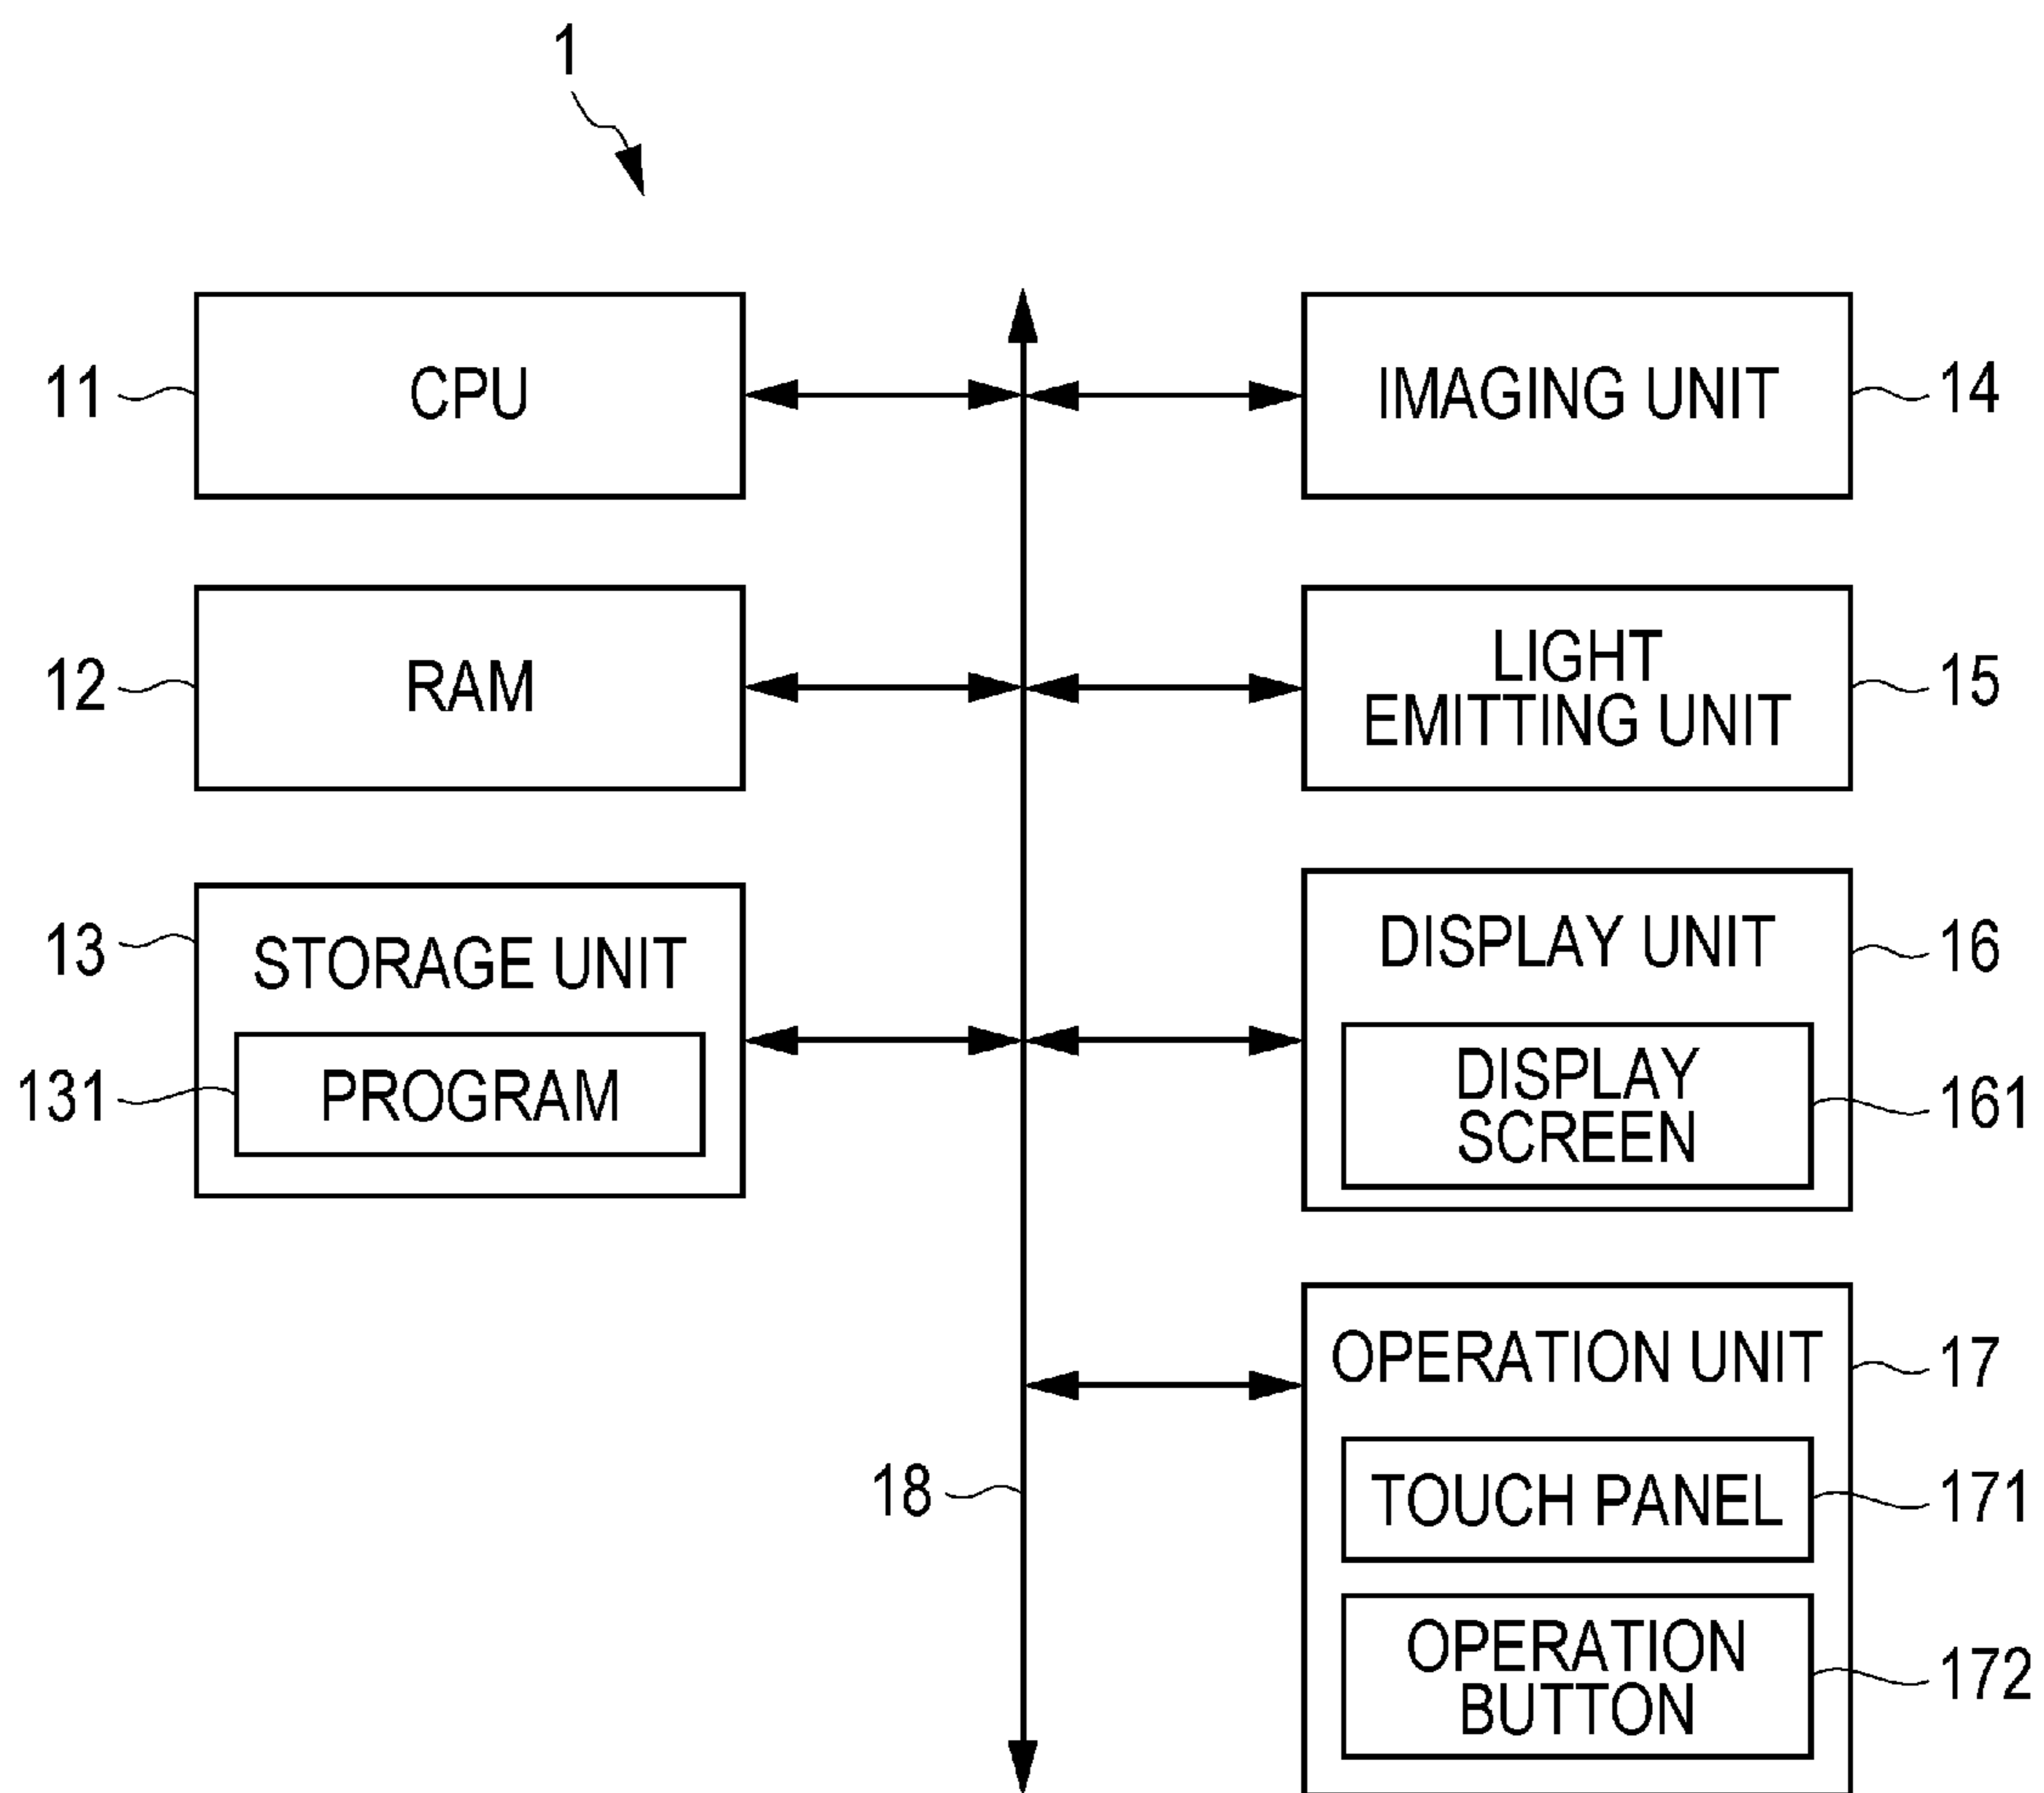 1
11
CPU
IMAGING UNIT
14
12
RAM
LIGHT
EMITTING UNIT
15
13
STORAGE UNIT
131
PROGRAM
DISPLAY UNIT
16
DISPLAY
SCREEN
161
OPERATION UNIT
17
18
TOUCH PANEL
171
OPERATION
BUTTON
172